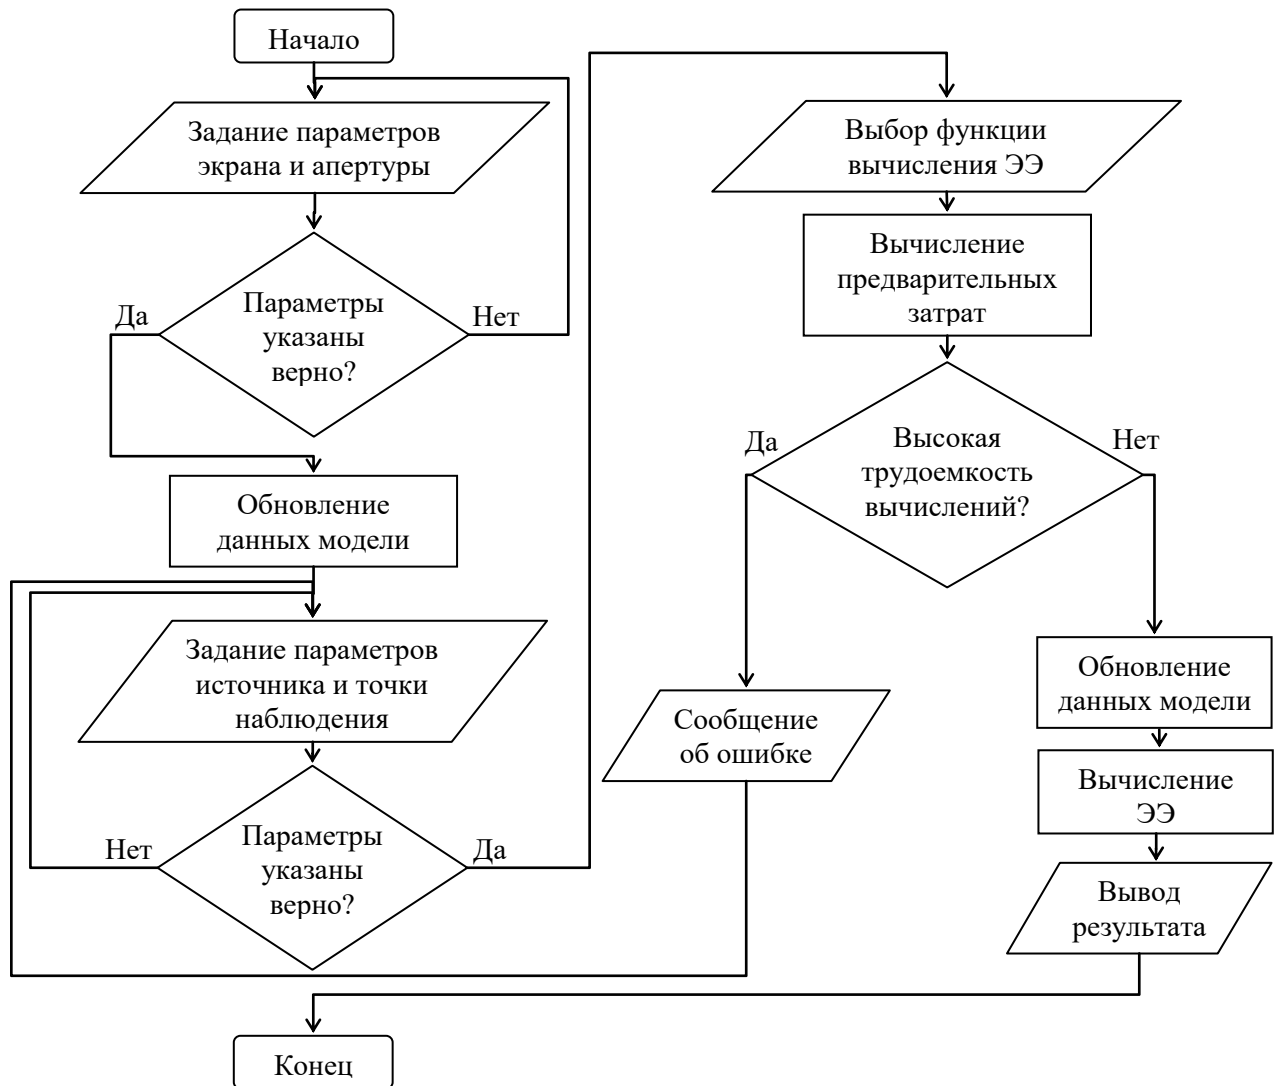 Начало
Задание параметров
экрана и апертуры
Параметры
указаны
верно?
Да
Нет
Обновление
данных модели
Задание параметров
источника и точки
наблюдения
Параметры
указаны
верно?
Нет
Да
Выбор функции
вычисления ЭЭ
Вычисление
предварительных
затрат
Высокая
трудоемкость
вычислений?
Да
Нет
Сообщение
об ошибке
Обновление
данных модели
Вычисление
ЭЭ
Вывод
результата
Конец